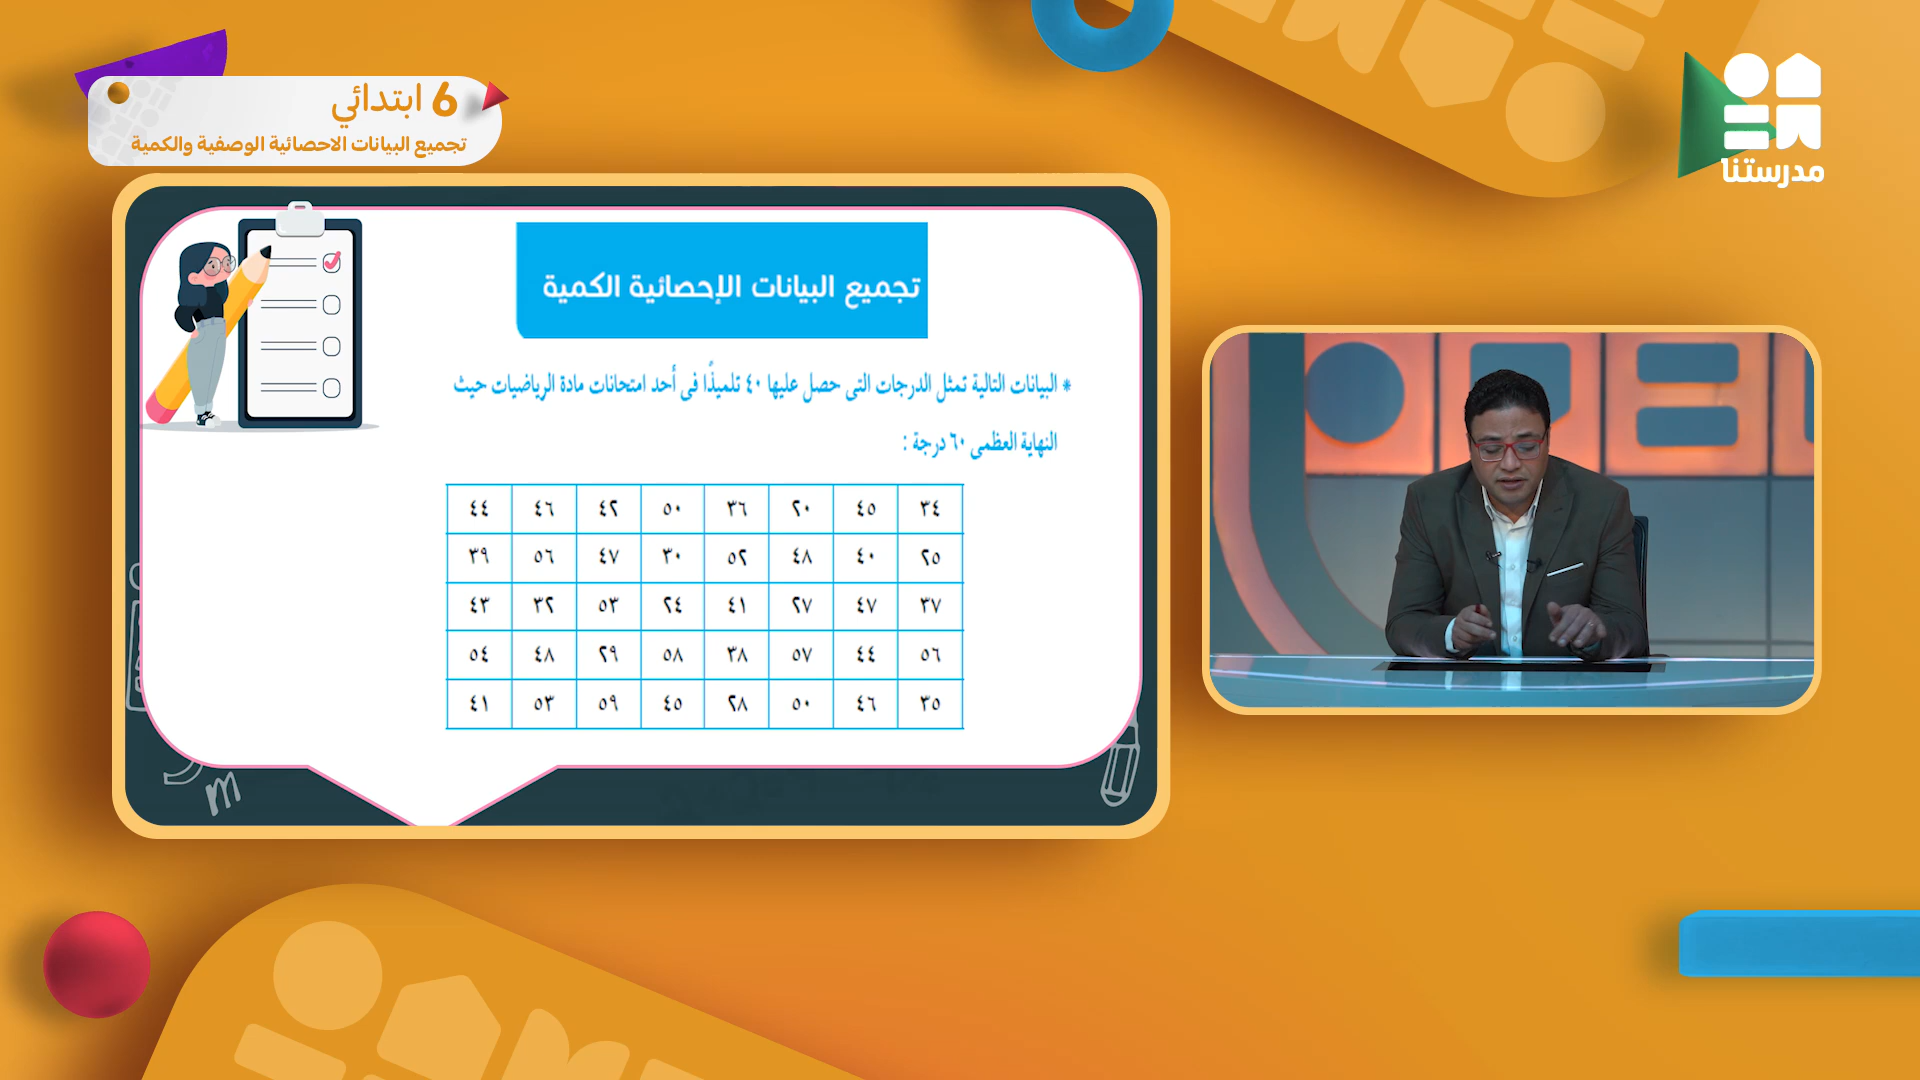 6 ابتدائي
تجميع البيانات الاحصائية الوصفية والكمية
مدرستنا
تجميع البيانات الإحصائية الكمية
* البيانات التالية تمثل الدرجات التى حصل عليها ٤٠ تلميذًا فى أحد امتحانات مادة الرياضيات حيث
النهاية العظمى ٦٠ درجة :
٣٤ ٤٥ ٢٠ ٣٦ ٥٠ ٤٢ ٤٦ ٤٤
٢٥ ٤٠ ٤٨ ٥٢ ٣٠ ٤٧ ٥٦ ٣٩
٣٧ ٤٧ ٢٧ ٤١ ٢٤ ٥٣ ٣٢ ٤٣
٥٦ ٤٤ ٥٧ ٣٨ ٥٨ ٢٩ ٤٨ ٥٤
٣٥ ٤٦ ٥٠ ٢٨ ٤٥ ٥٩ ٥٣ ٤١
m